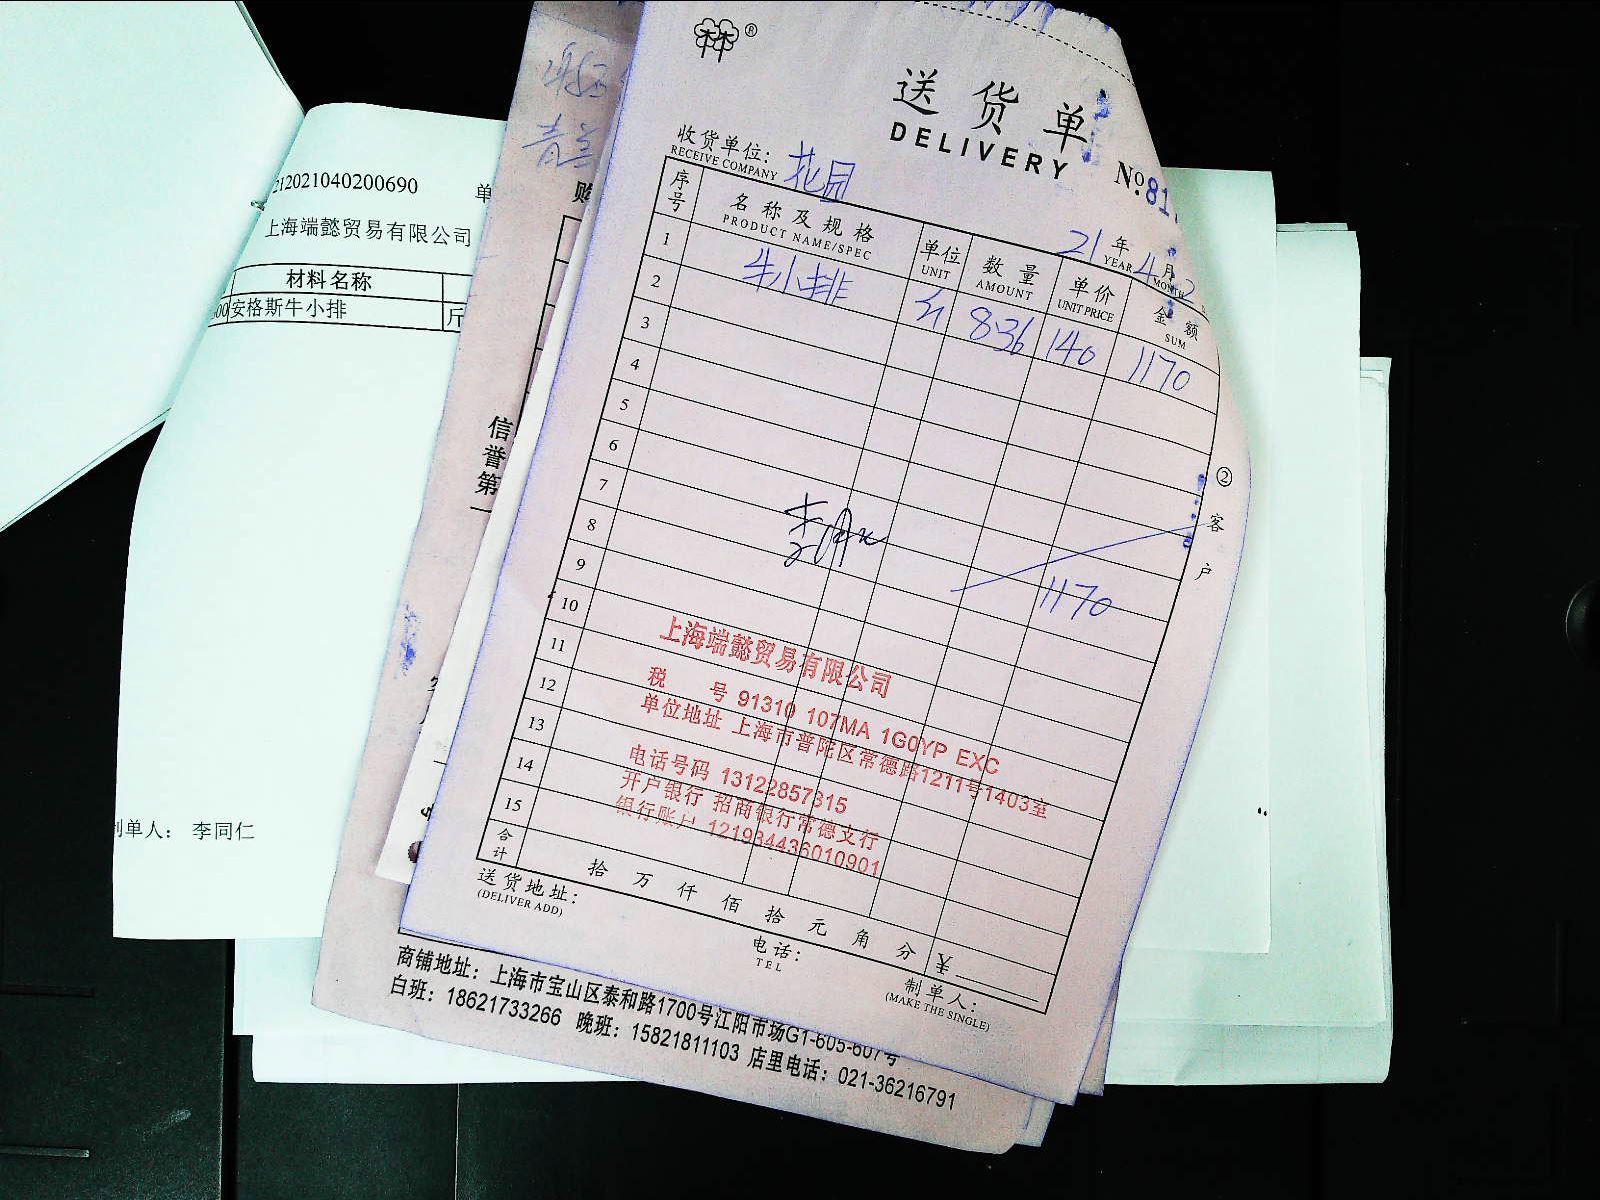 212021040200690 单
上海端懿贸易有限公司
材料名称
00 安格斯牛小排 斤
制单人： 李同仁
购
信
誉
第
一
®
送货单
DELIVERY
№ 81
收货单位： 花园
RECEIVE COMPANY
21 年 4 月 2
YEAR MONTH
序号 名称及规格 单位 数量 单价 金额
PRODUCT NAME/SPEC UNIT AMOUNT UNIT PRICE SUM
1 牛小排 斤 8.36 140 1170
2
3
4
5
6
7
8
9 1170
10
11
12
13
14
15
上海端懿贸易有限公司
税 号 91310 107MA 1G0YP EXC
单位地址 上海市普陀区常德路1211号1403室
电话号码 13122857315
开户银行 招商银行常德支行
银行账户 121934436010901
合计 拾 万 仟 佰 拾 元 角 分 ¥
送货地址：
(DELIVER ADD)
电话：
TEL
制单人：
(MAKE THE SINGLE)
② 客户
商铺地址：上海市宝山区泰和路1700号江阳市场G1-605-607号
白班：18621733266 晚班：15821811103 店里电话：021-36216791